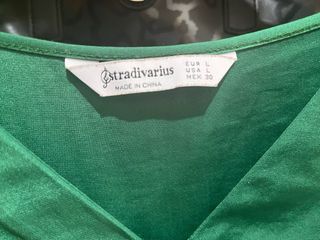 stradivarius
MADE IN CHINA
EUR L
USA L
MEX 30